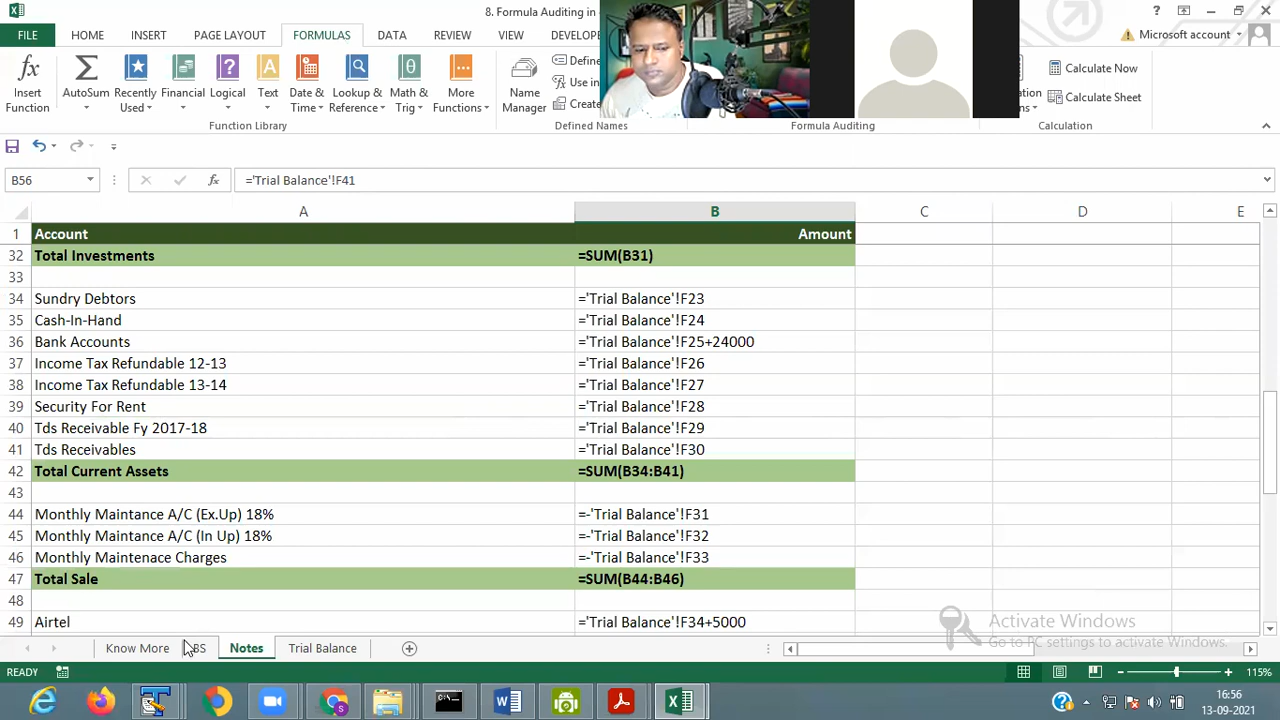 8. Formula Auditing in
Microsoft account
FILE HOME INSERT PAGE LAYOUT FORMULAS DATA REVIEW VIEW DEVELOP
Insert Function
AutoSum
Recently Used
Financial
Logical
Text
Date & Time
Lookup & Reference
Math & Trig
More Functions
Name Manager
Define
Use in
Create
Calculate Now
Calculate Sheet
Function Library Defined Names Formula Auditing Calculation
B56 ='Trial Balance'!F41
A B C D E
1 Account Amount
32 Total Investments =SUM(B31)
33
34 Sundry Debtors ='Trial Balance'!F23
35 Cash-In-Hand ='Trial Balance'!F24
36 Bank Accounts ='Trial Balance'!F25+24000
37 Income Tax Refundable 12-13 ='Trial Balance'!F26
38 Income Tax Refundable 13-14 ='Trial Balance'!F27
39 Security For Rent ='Trial Balance'!F28
40 Tds Receivable Fy 2017-18 ='Trial Balance'!F29
41 Tds Receivables ='Trial Balance'!F30
42 Total Current Assets =SUM(B34:B41)
43
44 Monthly Maintance A/C (Ex.Up) 18% =-'Trial Balance'!F31
45 Monthly Maintance A/C (In Up) 18% =-'Trial Balance'!F32
46 Monthly Maintenace Charges =-'Trial Balance'!F33
47 Total Sale =SUM(B44:B46)
48
49 Airtel ='Trial Balance'!F34+5000
Activate Windows
Go to PC settings to activate Windows.
Know More BS Notes Trial Balance
READY 115%
16:56
13-09-2021